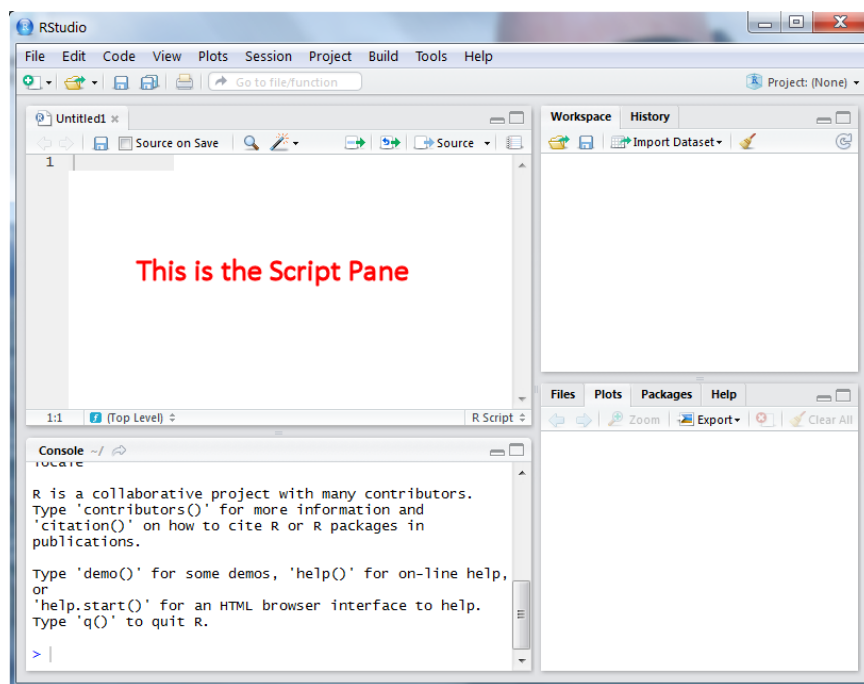 RStudio
File Edit Code View Plots Session Project Build Tools Help
Go to file/function
Project: (None)
Untitled1
Source on Save
Source
1
This is the Script Pane
1:1 (Top Level)
R Script
Console ~/
locale
R is a collaborative project with many contributors.
Type 'contributors()' for more information and
'citation()' on how to cite R or R packages in
publications.
Type 'demo()' for some demos, 'help()' for on-line help,
or
'help.start()' for an HTML browser interface to help.
Type 'q()' to quit R.
>
Workspace History
Import Dataset
Files Plots Packages Help
Zoom Export Clear All